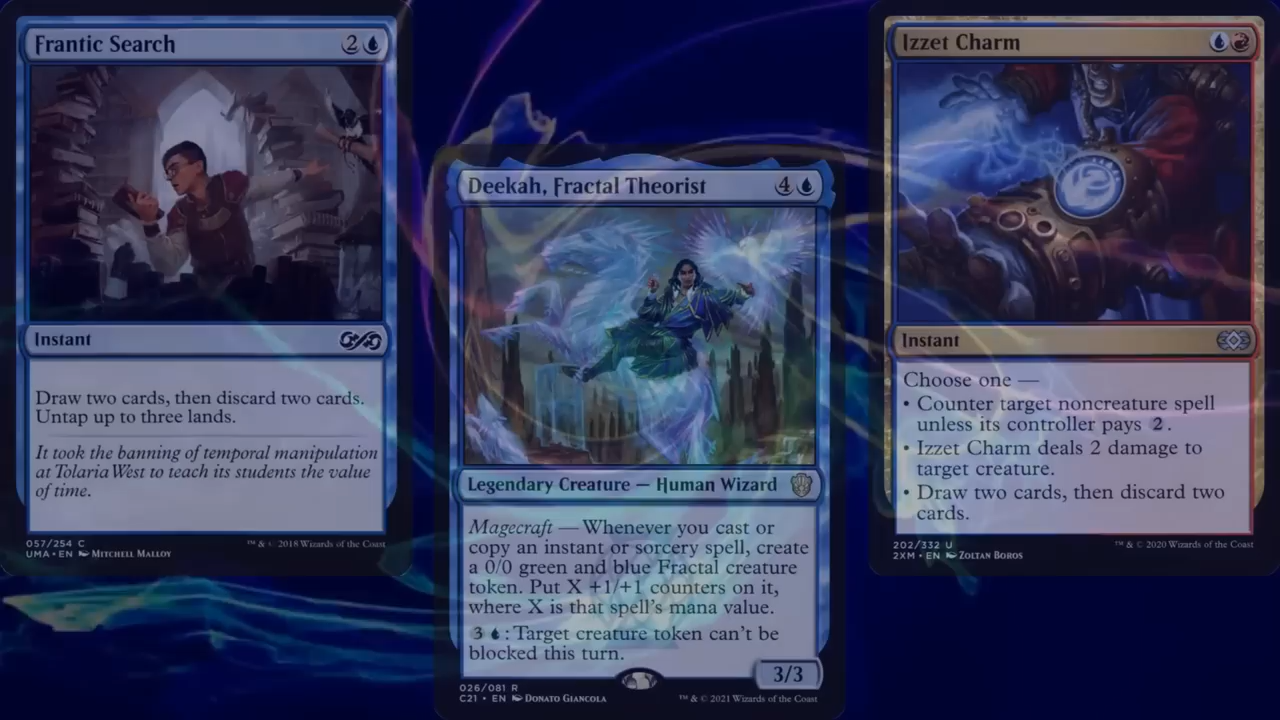 Frantic Search 2
Instant
Draw two cards, then discard two cards.
Untap up to three lands.
It took the banning of temporal manipulation
at Tolaria West to teach its students the value
of time.
057/254 C
UMA • EN Mitchell Malloy
™ & © 2018 Wizards of the Coast
Deekah, Fractal Theorist 4
Legendary Creature — Human Wizard
Magecraft — Whenever you cast or
copy an instant or sorcery spell, create
a 0/0 green and blue Fractal creature
token. Put X +1/+1 counters on it,
where X is that spell's mana value.
3 : Target creature token can't be
blocked this turn.
3/3
026/081 R
C21 • EN Donato Giancola
™ & © 2021 Wizards of the Coast
Izzet Charm
Instant
Choose one —
• Counter target noncreature spell
unless its controller pays 2.
• Izzet Charm deals 2 damage to
target creature.
• Draw two cards, then discard two
cards.
202/332 U
2XM • EN Zoltan Boros
™ & © 2020 Wizards of the Coast